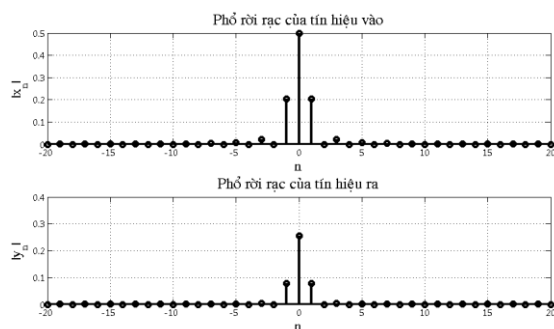 Phổ rời rạc của tín hiệu vào
0.5
0.4
0.3
0.2
0.1
0
|x_n|
-20 -15 -10 -5 0 5 10 15 20
n
Phổ rời rạc của tín hiệu ra
0.4
0.3
0.2
0.1
0
|y_n|
-20 -15 -10 -5 0 5 10 15 20
n